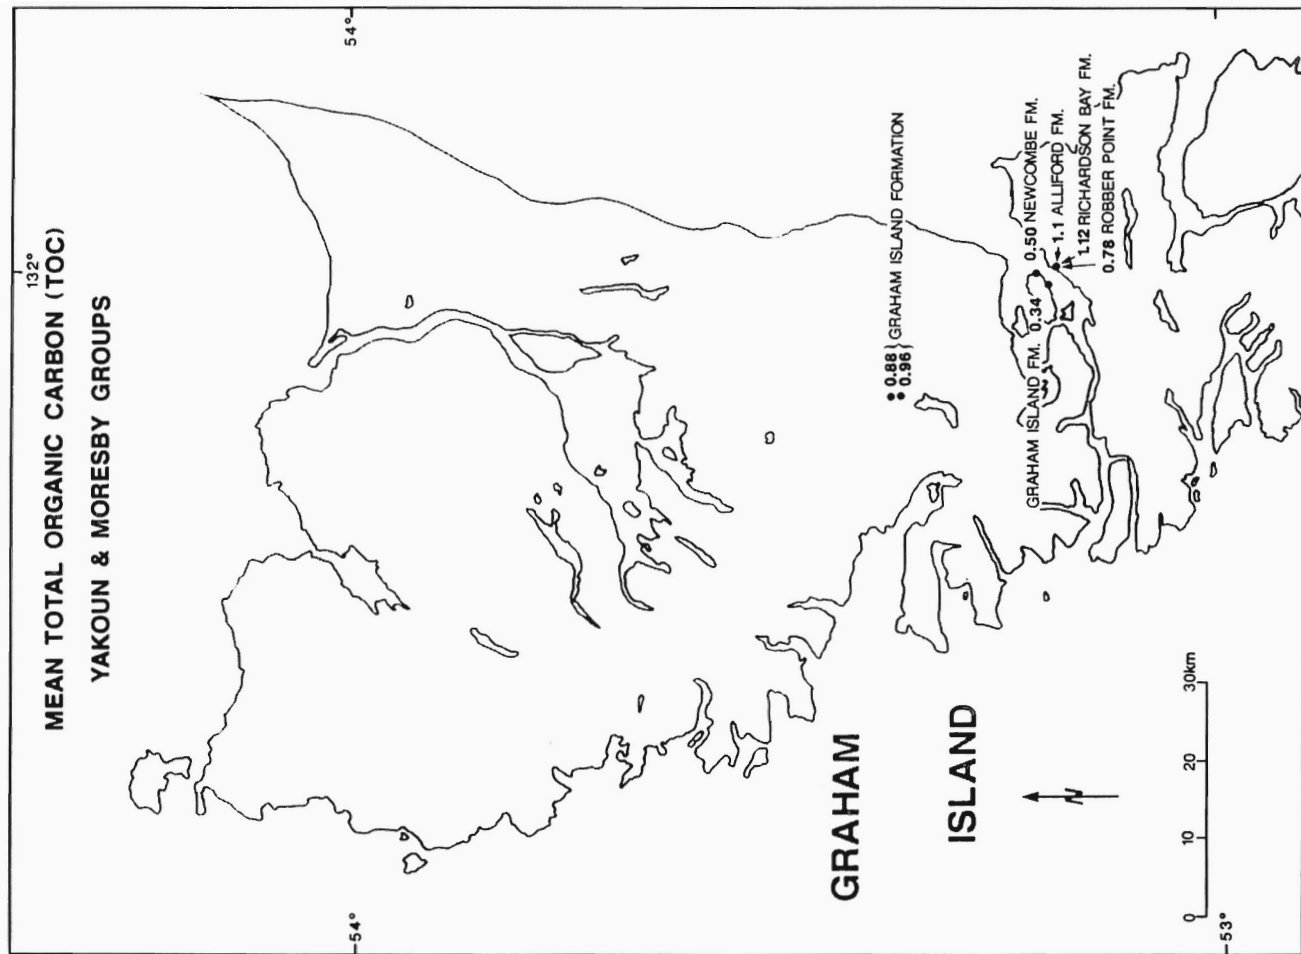 MEAN TOTAL ORGANIC CARBON (TOC)
YAKOUN & MORESBY GROUPS
132°
54°
54°
0.88 } GRAHAM ISLAND FORMATION
0.96
0.50 NEWCOMBE FM.
1.1 ALLIFORD FM.
1.12 RICHARDSON BAY FM.
0.78 ROBBER POINT FM.
GRAHAM ISLAND FM. 0.34
GRAHAM
ISLAND
N
0 10 20 30km
53°